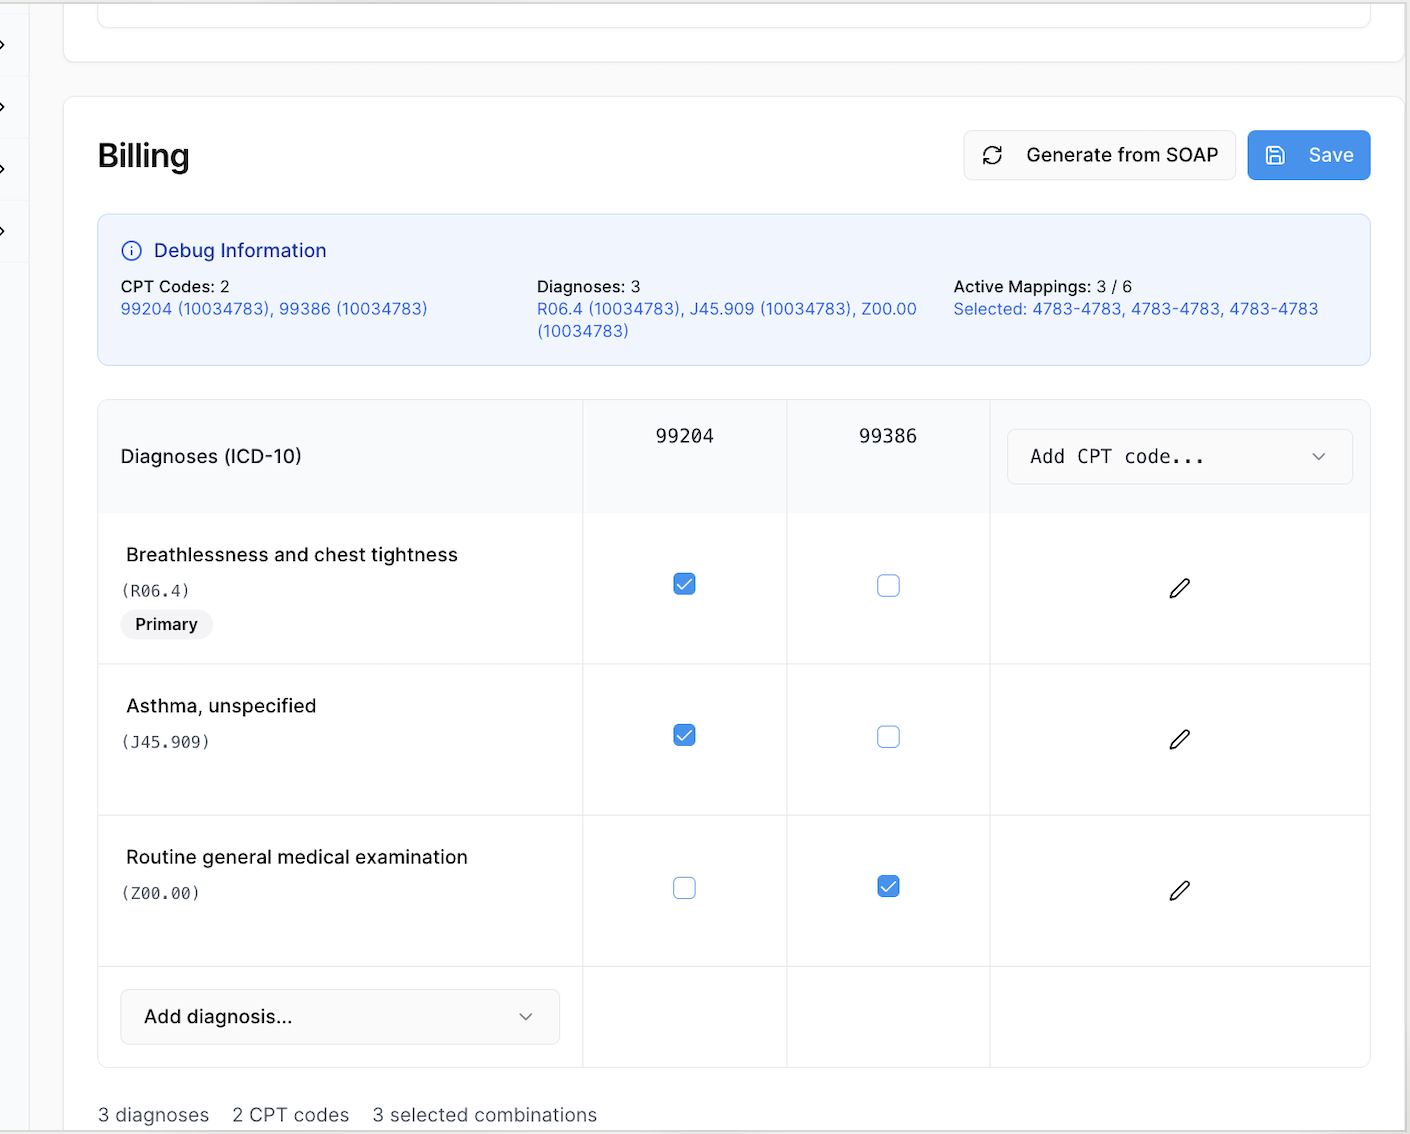 Billing
Generate from SOAP
Save
Debug Information
CPT Codes: 2
99204 (10034783), 99386 (10034783)
Diagnoses: 3
R06.4 (10034783), J45.909 (10034783), Z00.00
(10034783)
Active Mappings: 3 / 6
Selected: 4783-4783, 4783-4783, 4783-4783
Diagnoses (ICD-10)
99204
99386
Add CPT code...
Breathlessness and chest tightness
(R06.4)
Primary
Asthma, unspecified
(J45.909)
Routine general medical examination
(Z00.00)
Add diagnosis...
3 diagnoses 2 CPT codes 3 selected combinations